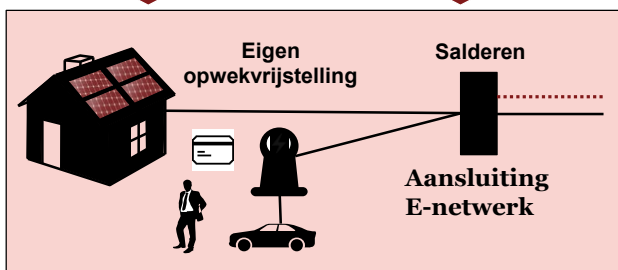 Eigen
opwekvrijstelling
Salderen
Aansluiting
E-netwerk